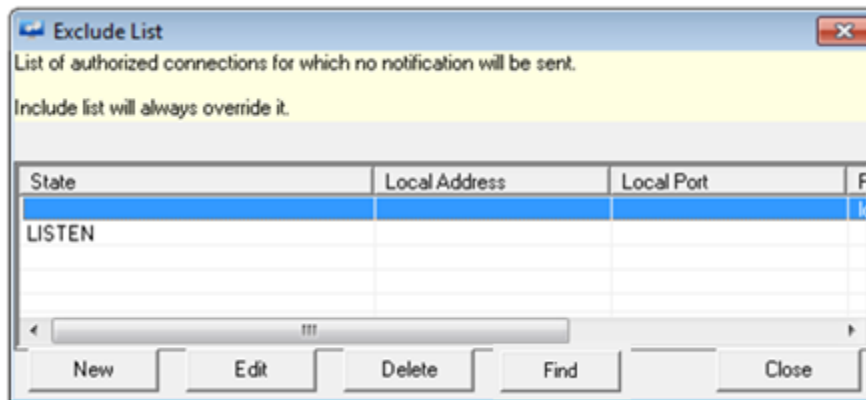 Exclude List
List of authorized connections for which no notification will be sent.
Include list will always override it.
State Local Address Local Port
LISTEN
New Edit Delete Find Close